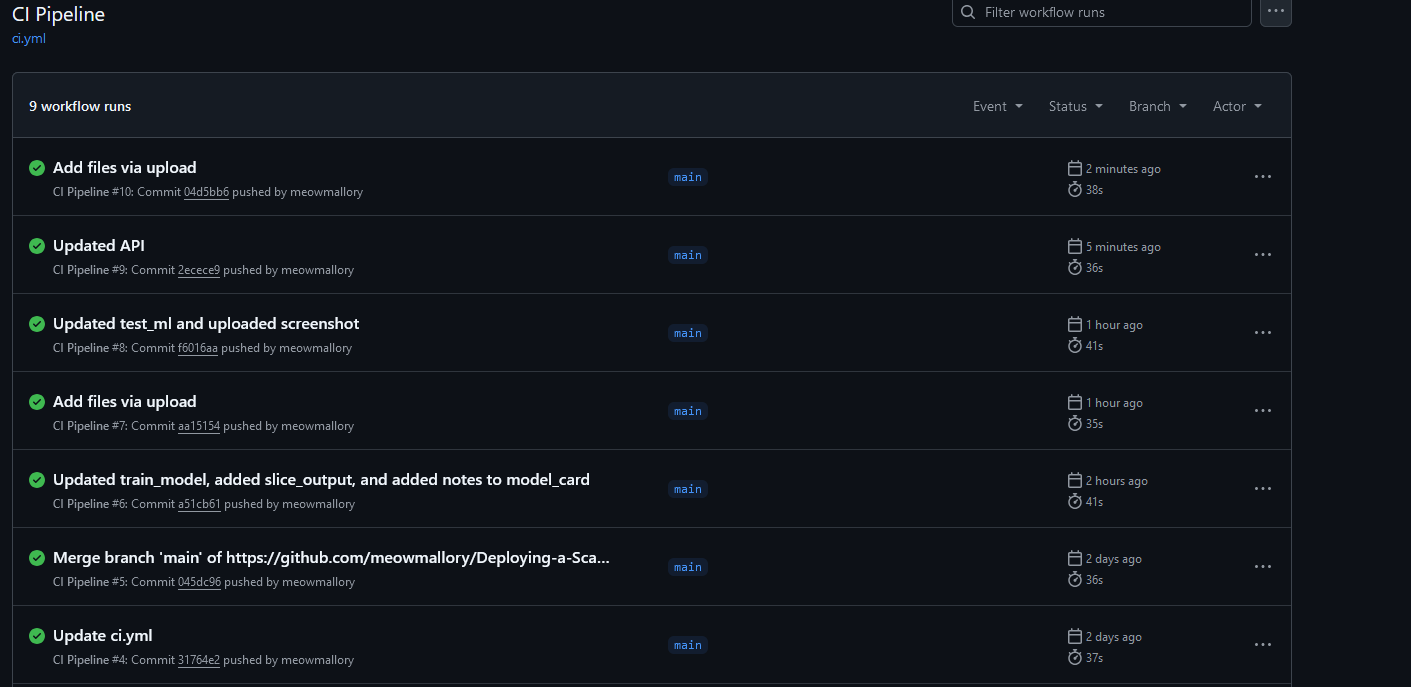 CI Pipeline
Filter workflow runs
ci.yml
9 workflow runs
Event
Status
Branch
Actor
Add files via upload
CI Pipeline #10: Commit 04d5bb6 pushed by meowmallory
main
2 minutes ago
38s
Updated API
CI Pipeline #9: Commit 2ecece9 pushed by meowmallory
main
5 minutes ago
36s
Updated test_ml and uploaded screenshot
CI Pipeline #8: Commit f6016aa pushed by meowmallory
main
1 hour ago
41s
Add files via upload
CI Pipeline #7: Commit aa15154 pushed by meowmallory
main
1 hour ago
35s
Updated train_model, added slice_output, and added notes to model_card
CI Pipeline #6: Commit a51cb61 pushed by meowmallory
main
2 hours ago
41s
Merge branch 'main' of https://github.com/meowmallory/Deploying-a-Sca...
CI Pipeline #5: Commit 045dc96 pushed by meowmallory
main
2 days ago
36s
Update ci.yml
CI Pipeline #4: Commit 31764e2 pushed by meowmallory
main
2 days ago
37s